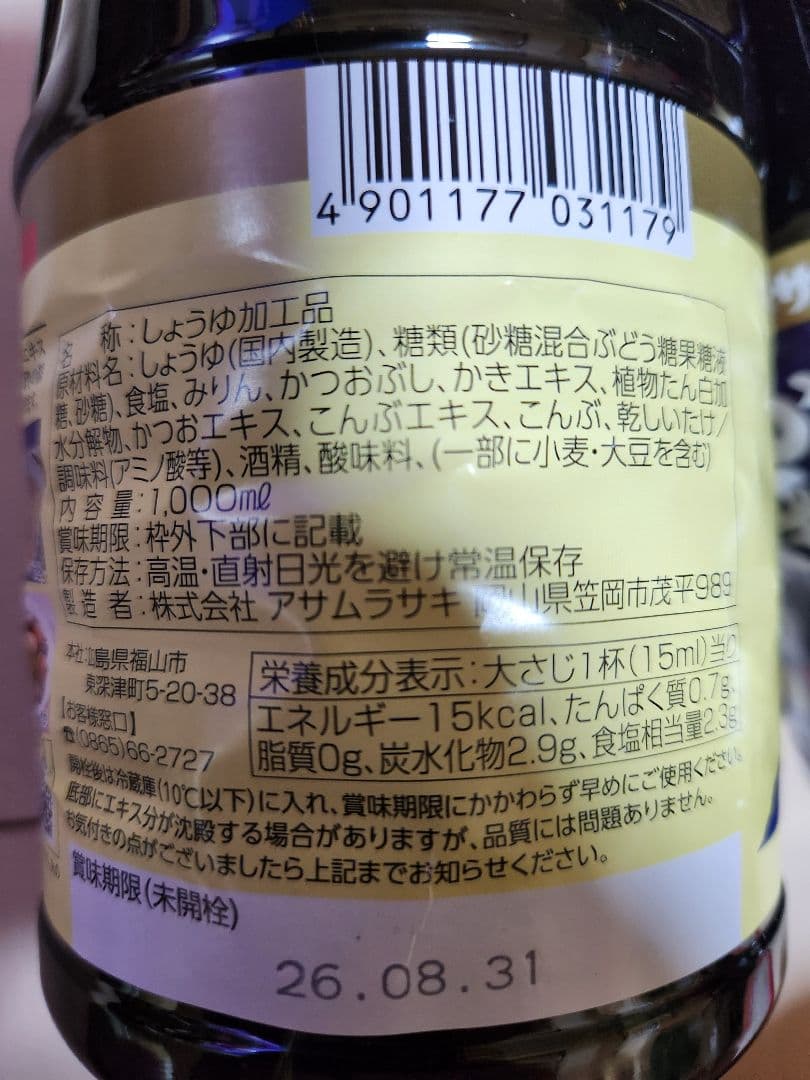 4 901177 031179
名称:しょうゆ加工品
原材料名:しょうゆ(国内製造)、糖類(砂糖混合ぶどう糖果糖液
糖、砂糖)、食塩、みりん、かつおぶし、かきエキス、植物たん白加
水分解物、かつおエキス、こんぶエキス、こんぶ、乾しいたけ/
調味料(アミノ酸等)、酒精、酸味料、(一部に小麦・大豆を含む)
内容量:1,000ml
賞味期限:枠外下部に記載
保存方法:高温・直射日光を避け常温保存
製造者:株式会社 アサムラサキ 岡山県笠岡市茂平989
本社:広島県福山市
東深津町5-20-38
【お客様窓口】
☎(0865)66-2727
栄養成分表示:大さじ1杯(15ml)当り
エネルギー15kcal、たんぱく質0.7g、
脂質0g、炭水化物2.9g、食塩相当量2.3g
開栓後は冷蔵庫(10℃以下)に入れ、賞味期限にかかわらず早めにご使用ください。
底部にエキス分が沈殿する場合がありますが、品質には問題ありません。
お気付きの点がございましたら上記までお知らせください。
賞味期限(未開栓)
26.08.31